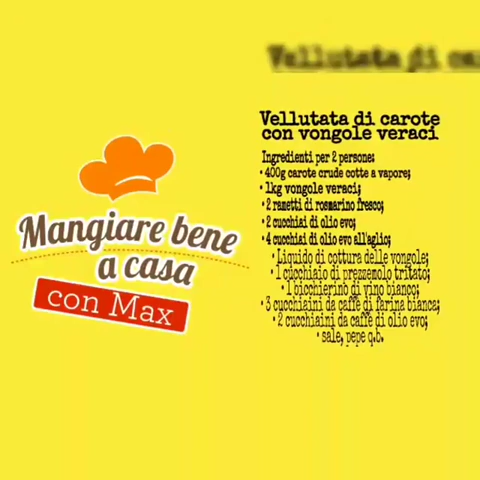 Vellutata di ca
Mangiare bene
a casa
con Max
Vellutata di carote
con vongole veraci
Ingredienti per 2 persone:
• 400g carote crude cotte a vapore;
• 1kg vongole veraci;
• 2 rametti di rosmarino fresco;
• 2 cucchiai di olio evo;
• 4 cucchiai di olio evo all'aglio;
• Liquido di cottura delle vongole;
• 1 cucchiaio di prezzemolo tritato;
• 1 bicchierino di vino bianco;
• 3 cucchiaini da caffè di farina bianca;
• 2 cucchiaini da caffè di olio evo;
• sale, pepe q.b.